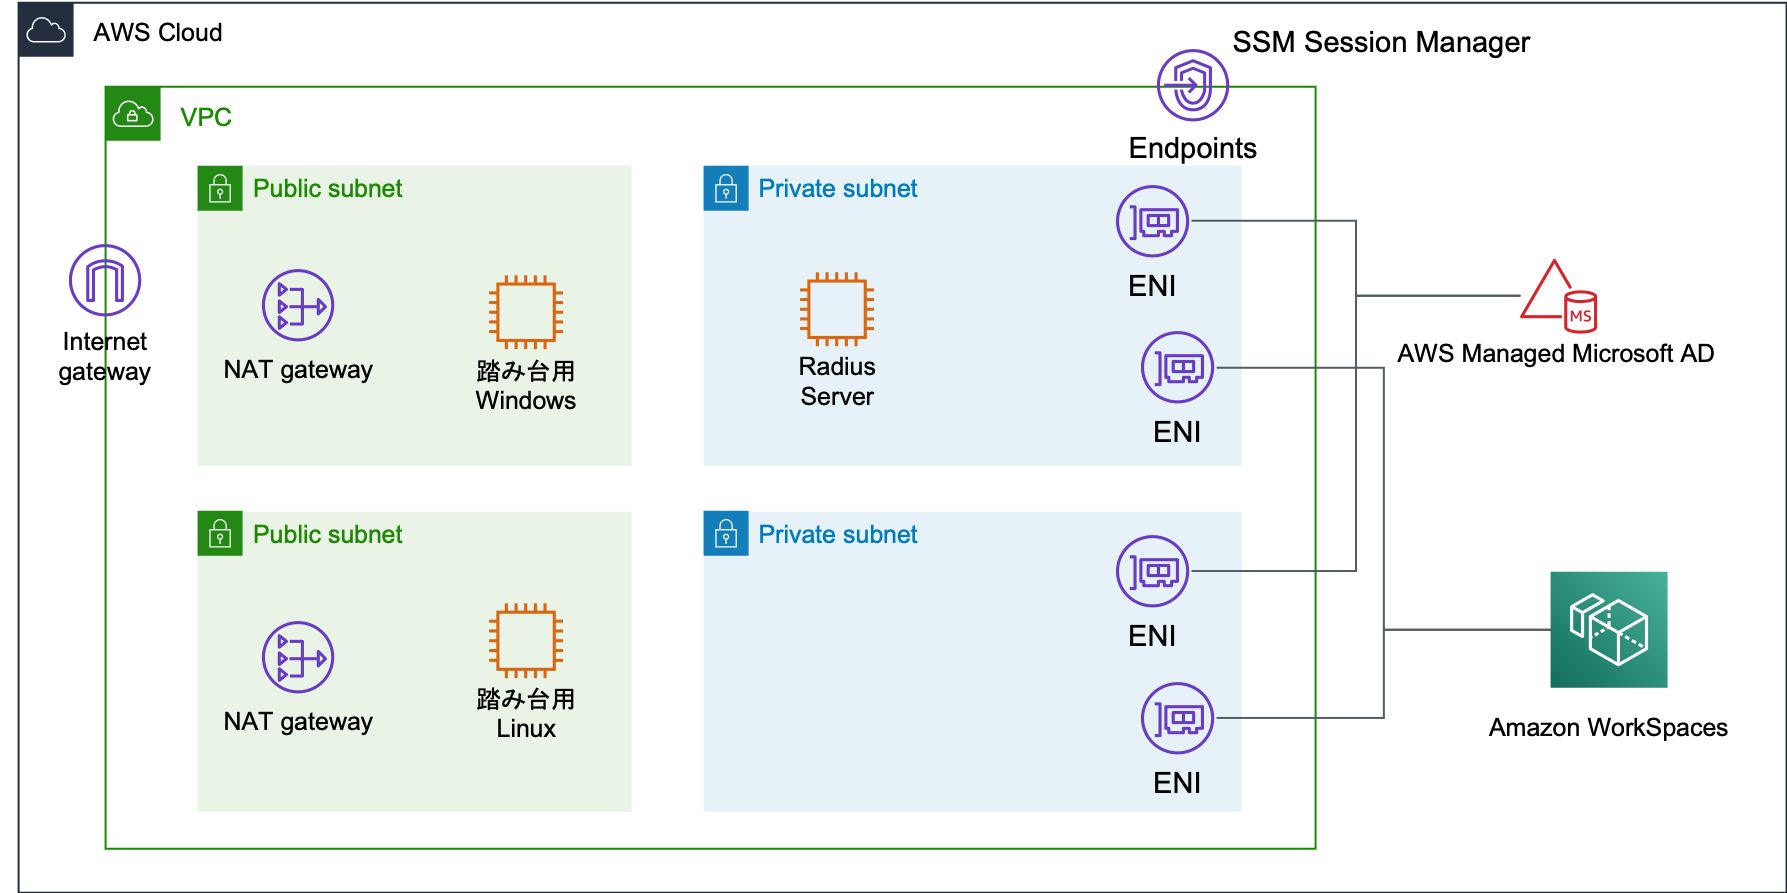 AWS Cloud
SSM Session Manager
VPC
Endpoints
Public subnet
Private subnet
ENI
Internet
gateway
NAT gateway
踏み台用
Windows
Radius
Server
ENI
MS
AWS Managed Microsoft AD
Public subnet
Private subnet
ENI
NAT gateway
踏み台用
Linux
ENI
Amazon WorkSpaces